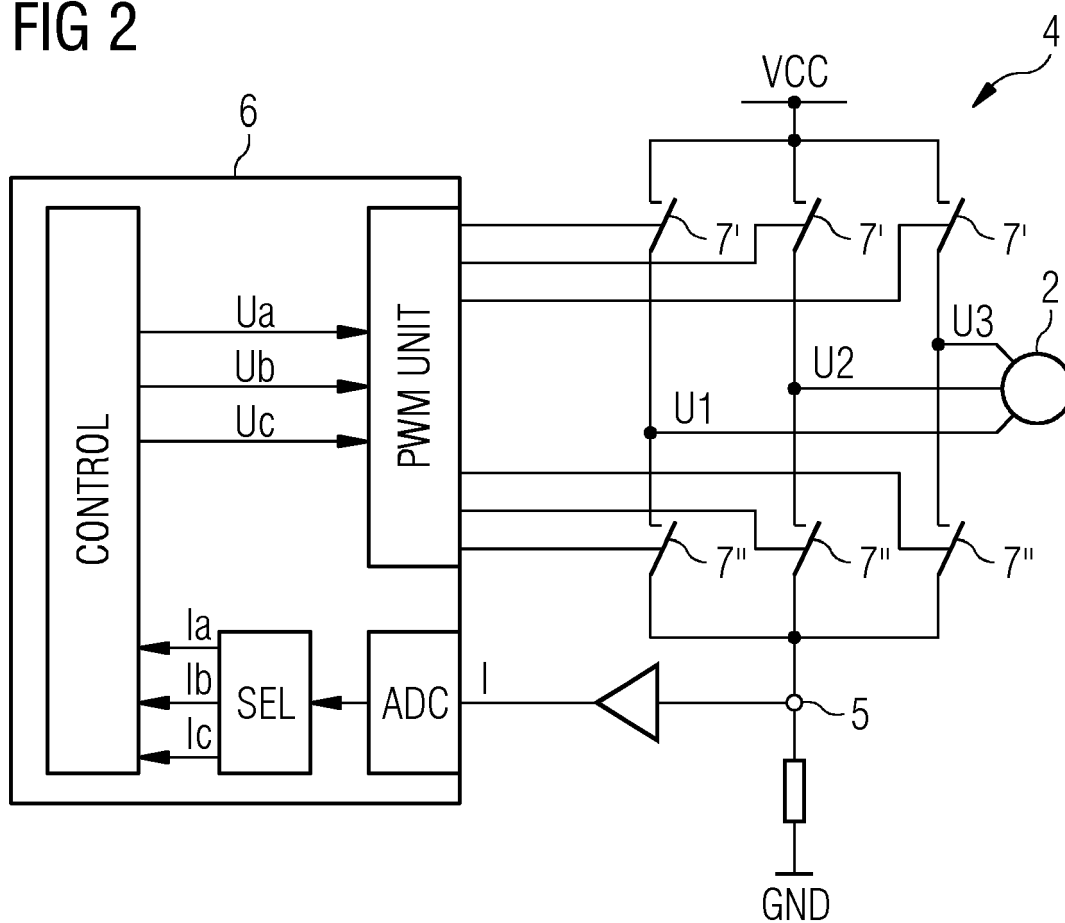 FIG 2
4
VCC
6
7' 7' 7'
2
Ua
U3
Ub
U2
Uc
U1
CONTROL
PWM UNIT
7" 7" 7"
Ia
Ib
Ic
SEL
ADC
I
5
GND